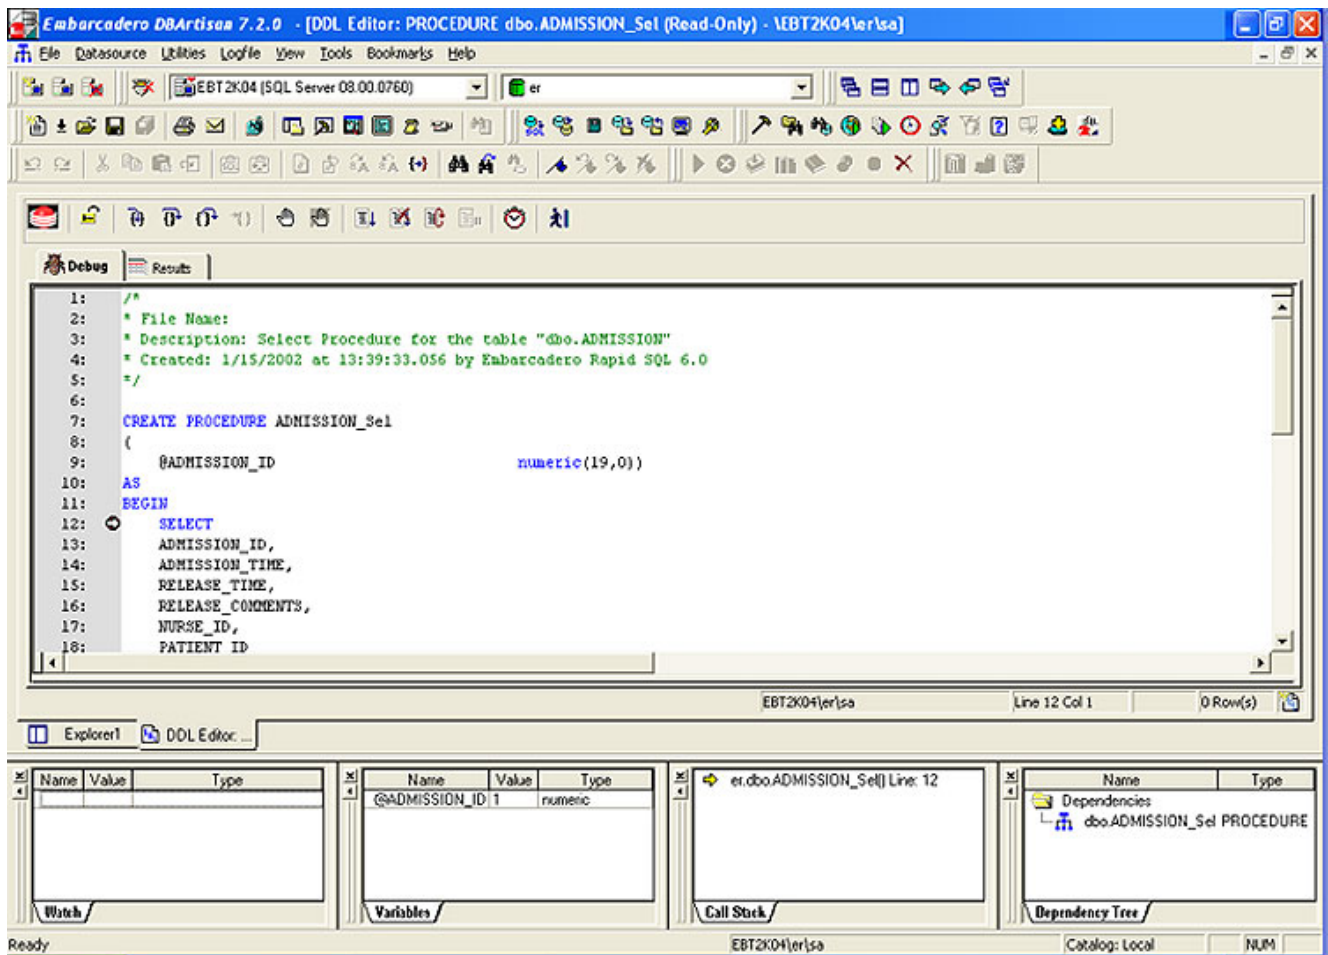 Embarcadero DBArtisan 7.2.0 - [DDL Editor: PROCEDURE dbo.ADMISSION_Sel (Read-Only) - \EBT2K04\er\sa]
File Datasource Utilities Logfile View Tools Bookmarks Help
EBT2K04 (SQL Server 08.00.0760) er
Debug Results
1: /*
2: * File Name:
3: * Description: Select Procedure for the table "dbo.ADMISSION"
4: * Created: 1/15/2002 at 13:39:33.056 by Embarcadero Rapid SQL 6.0
5: */
6:
7: CREATE PROCEDURE ADMISSION_Sel
8: (
9: @ADMISSION_ID numeric(19,0))
10: AS
11: BEGIN
12: SELECT
13: ADMISSION_ID,
14: ADMISSION_TIME,
15: RELEASE_TIME,
16: RELEASE_COMMENTS,
17: NURSE_ID,
18: PATIENT_ID
EBT2K04\er\sa Line 12 Col 1 0 Row(s)
Explorer1 DDL Editor: ...
Name Value Type Name Value Type er.dbo.ADMISSION_Sel() Line: 12 Name Type
@ADMISSION_ID 1 numeric Dependencies
dbo.ADMISSION_Sel PROCEDURE
Watch Variables Call Stack Dependency Tree
Ready EBT2K04\er\sa Catalog: Local NUM